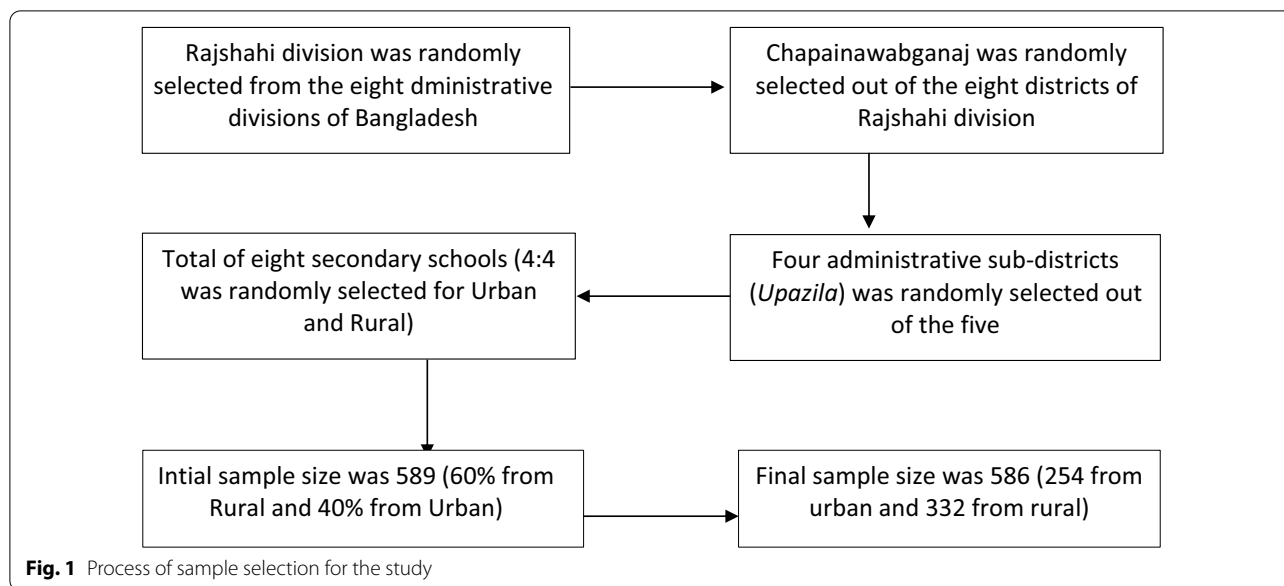 Rajshahi division was randomly
selected from the eight dministrative
divisions of Bangladesh
Chapainawabganaj was randomly
selected out of the eight districts of
Rajshahi division
Four administrative sub-districts
(Upazila) was randomly selected out
of the five
Total of eight secondary schools (4:4
was randomly selected for Urban
and Rural)
Intial sample size was 589 (60% from
Rural and 40% from Urban)
Final sample size was 586 (254 from
urban and 332 from rural)
Fig. 1 Process of sample selection for the study